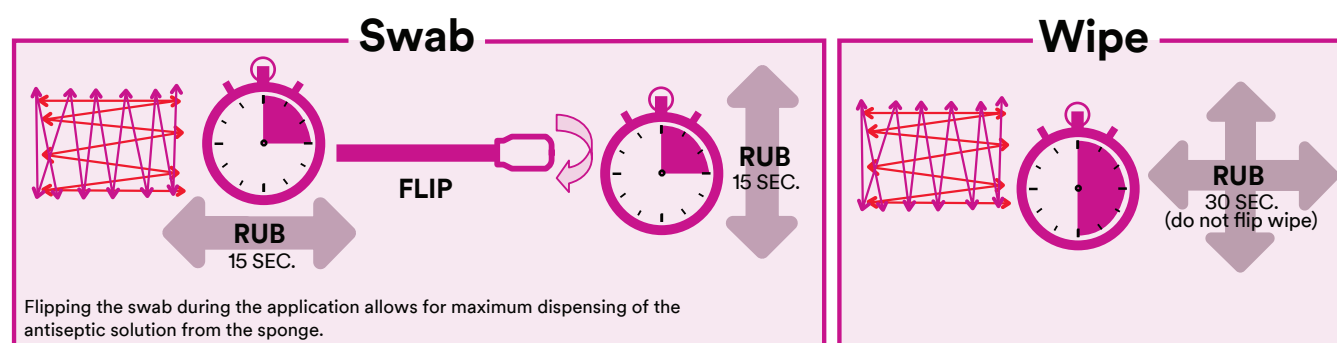 Swab
RUB
15 SEC.
FLIP
RUB
15 SEC.
Flipping the swab during the application allows for maximum dispensing of the
antiseptic solution from the sponge.
Wipe
RUB
30 SEC.
(do not flip wipe)